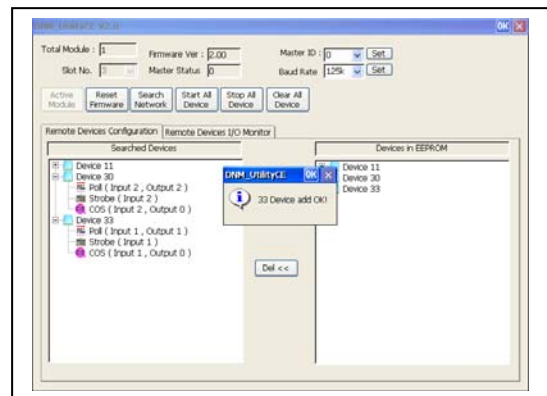 DNM_UtilityCE V2.0 OK
Total Module : 1 Firmware Ver : 2.00 Master ID : 0 Set
Slot No. 3 Master Status 0 Baud Rate 125k Set
Active Module Reset Firmware Search Network Start All Device Stop All Device Clear All Device
Remote Devices Configuration Remote Devices I/O Monitor
Searched Devices
Device 11
Device 30
Poll ( Input 2 , Output 2 )
Strobe ( Input 2 )
COS ( Input 2 , Output 0 )
Device 33
Poll ( Input 1 , Output 1 )
Strobe ( Input 1 )
COS ( Input 1 , Output 0 )
DNM_UtilityCE OK
33 Device add OK!
Del <<
Devices in EEPROM
Device 11
Device 30
Device 33